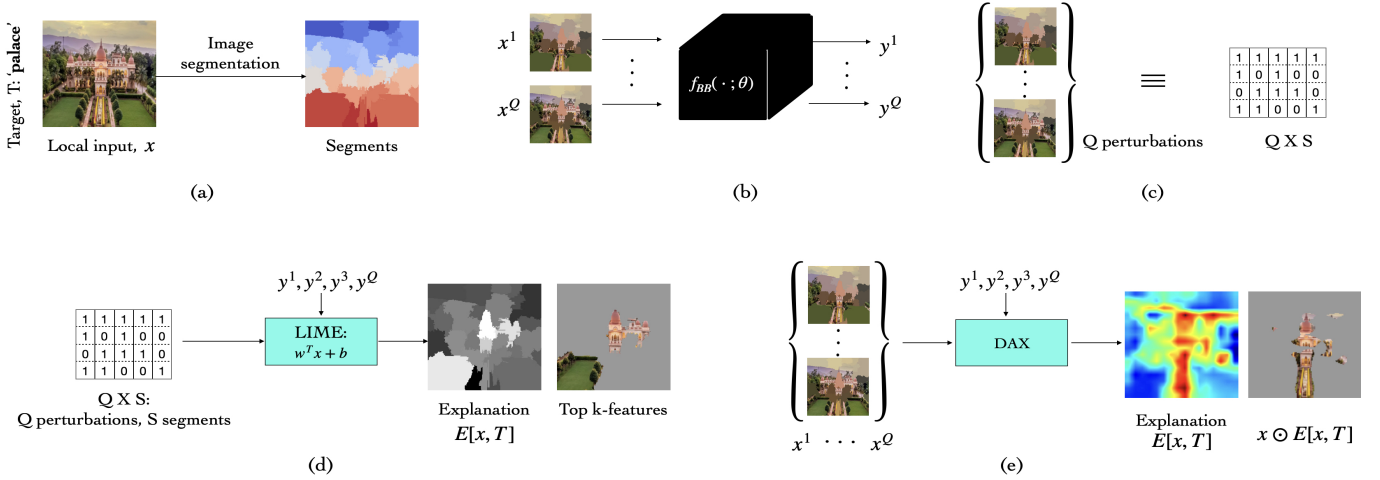 Target, T: 'palace'
Image
segmentation
Local input, x
Segments
(a)
x^1
x^Q
f_BB(· ; θ)
y^1
y^Q
(b)
Q perturbations
≡
1 1 1 1 1
1 0 1 0 0
0 1 1 1 0
1 1 0 0 1
Q X S
(c)
1 1 1 1 1
1 0 1 0 0
0 1 1 1 0
1 1 0 0 1
Q X S:
Q perturbations, S segments
y^1, y^2, y^3, y^Q
LIME:
w^T x + b
Explanation
E[x, T]
Top k-features
(d)
x^1 · · · x^Q
y^1, y^2, y^3, y^Q
DAX
Explanation
E[x, T]
x ⊙ E[x, T]
(e)